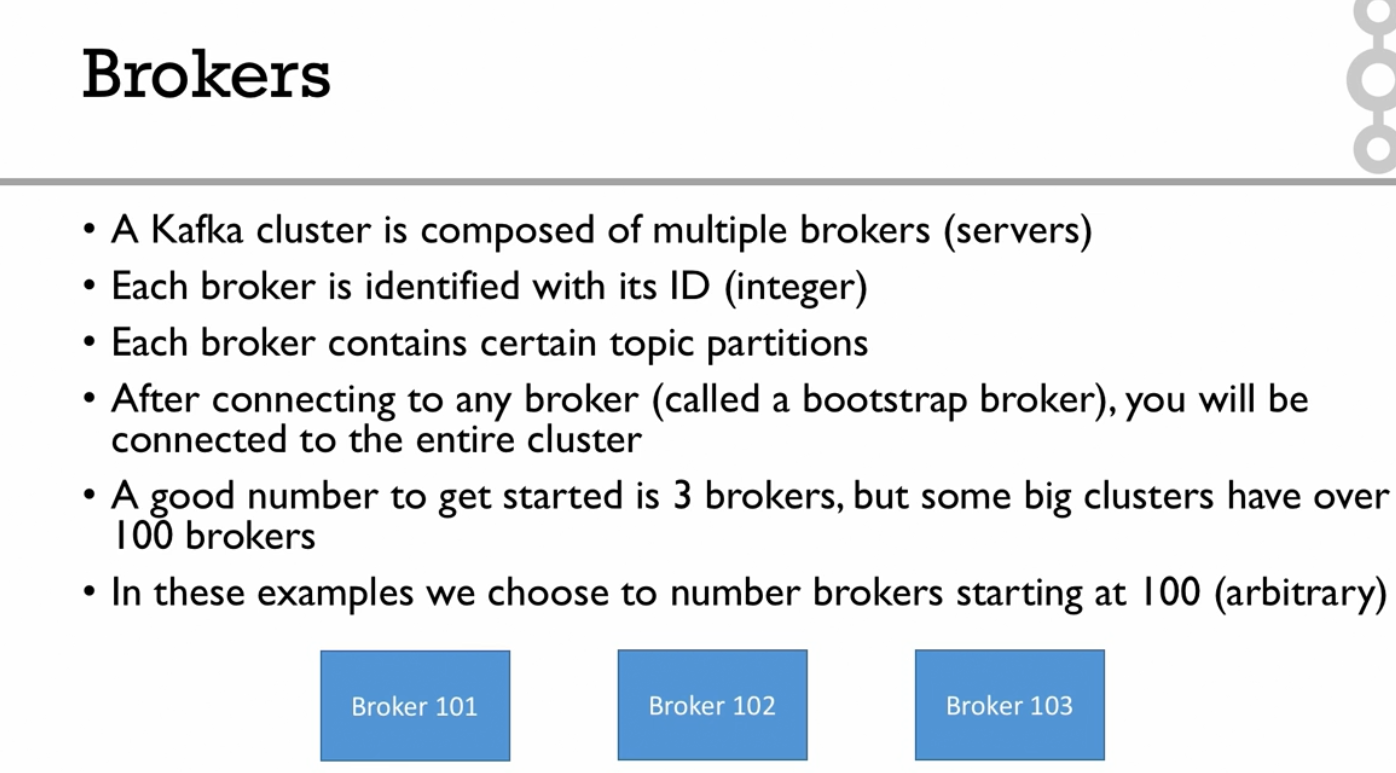 Brokers
• A Kafka cluster is composed of multiple brokers (servers)
• Each broker is identified with its ID (integer)
• Each broker contains certain topic partitions
• After connecting to any broker (called a bootstrap broker), you will be
connected to the entire cluster
• A good number to get started is 3 brokers, but some big clusters have over
100 brokers
• In these examples we choose to number brokers starting at 100 (arbitrary)
Broker 101
Broker 102
Broker 103